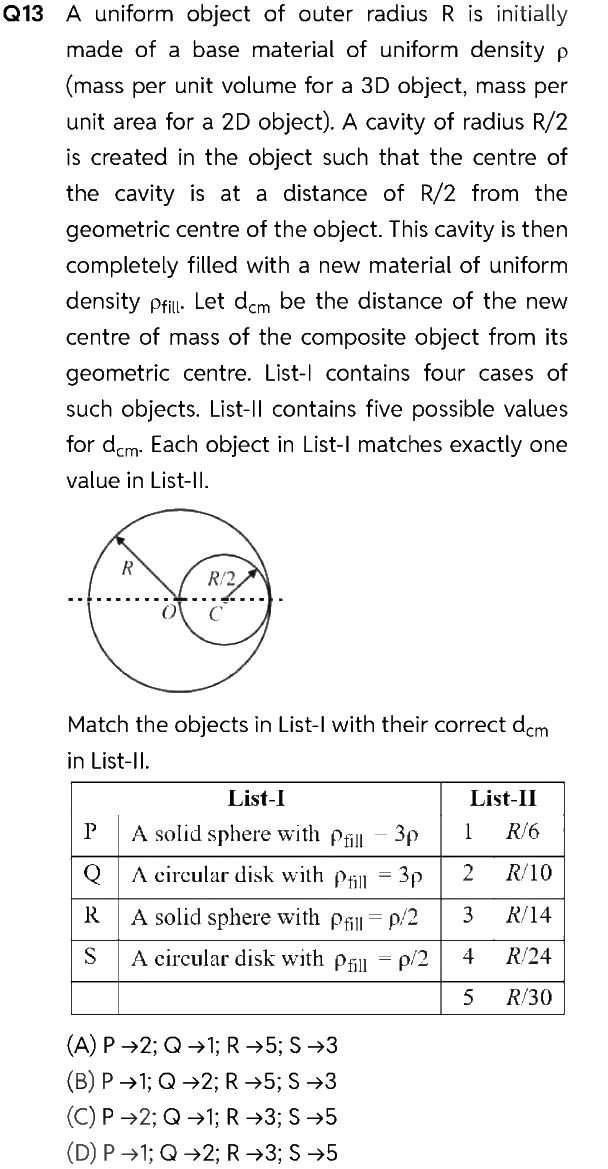 Q13 A uniform object of outer radius R is initially
made of a base material of uniform density ρ
(mass per unit volume for a 3D object, mass per
unit area for a 2D object). A cavity of radius R/2
is created in the object such that the centre of
the cavity is at a distance of R/2 from the
geometric centre of the object. This cavity is then
completely filled with a new material of uniform
density ρfill. Let dcm be the distance of the new
centre of mass of the composite object from its
geometric centre. List-I contains four cases of
such objects. List-II contains five possible values
for dcm. Each object in List-I matches exactly one
value in List-II.
R
R/2
O C
Match the objects in List-I with their correct dcm
in List-II.
List-I List-II
P A solid sphere with ρfill – 3ρ 1 R/6
Q A circular disk with ρfill = 3ρ 2 R/10
R A solid sphere with ρfill = ρ/2 3 R/14
S A circular disk with ρfill = ρ/2 4 R/24
5 R/30
(A) P →2; Q →1; R →5; S →3
(B) P →1; Q →2; R →5; S →3
(C) P →2; Q →1; R →3; S →5
(D) P →1; Q →2; R →3; S →5